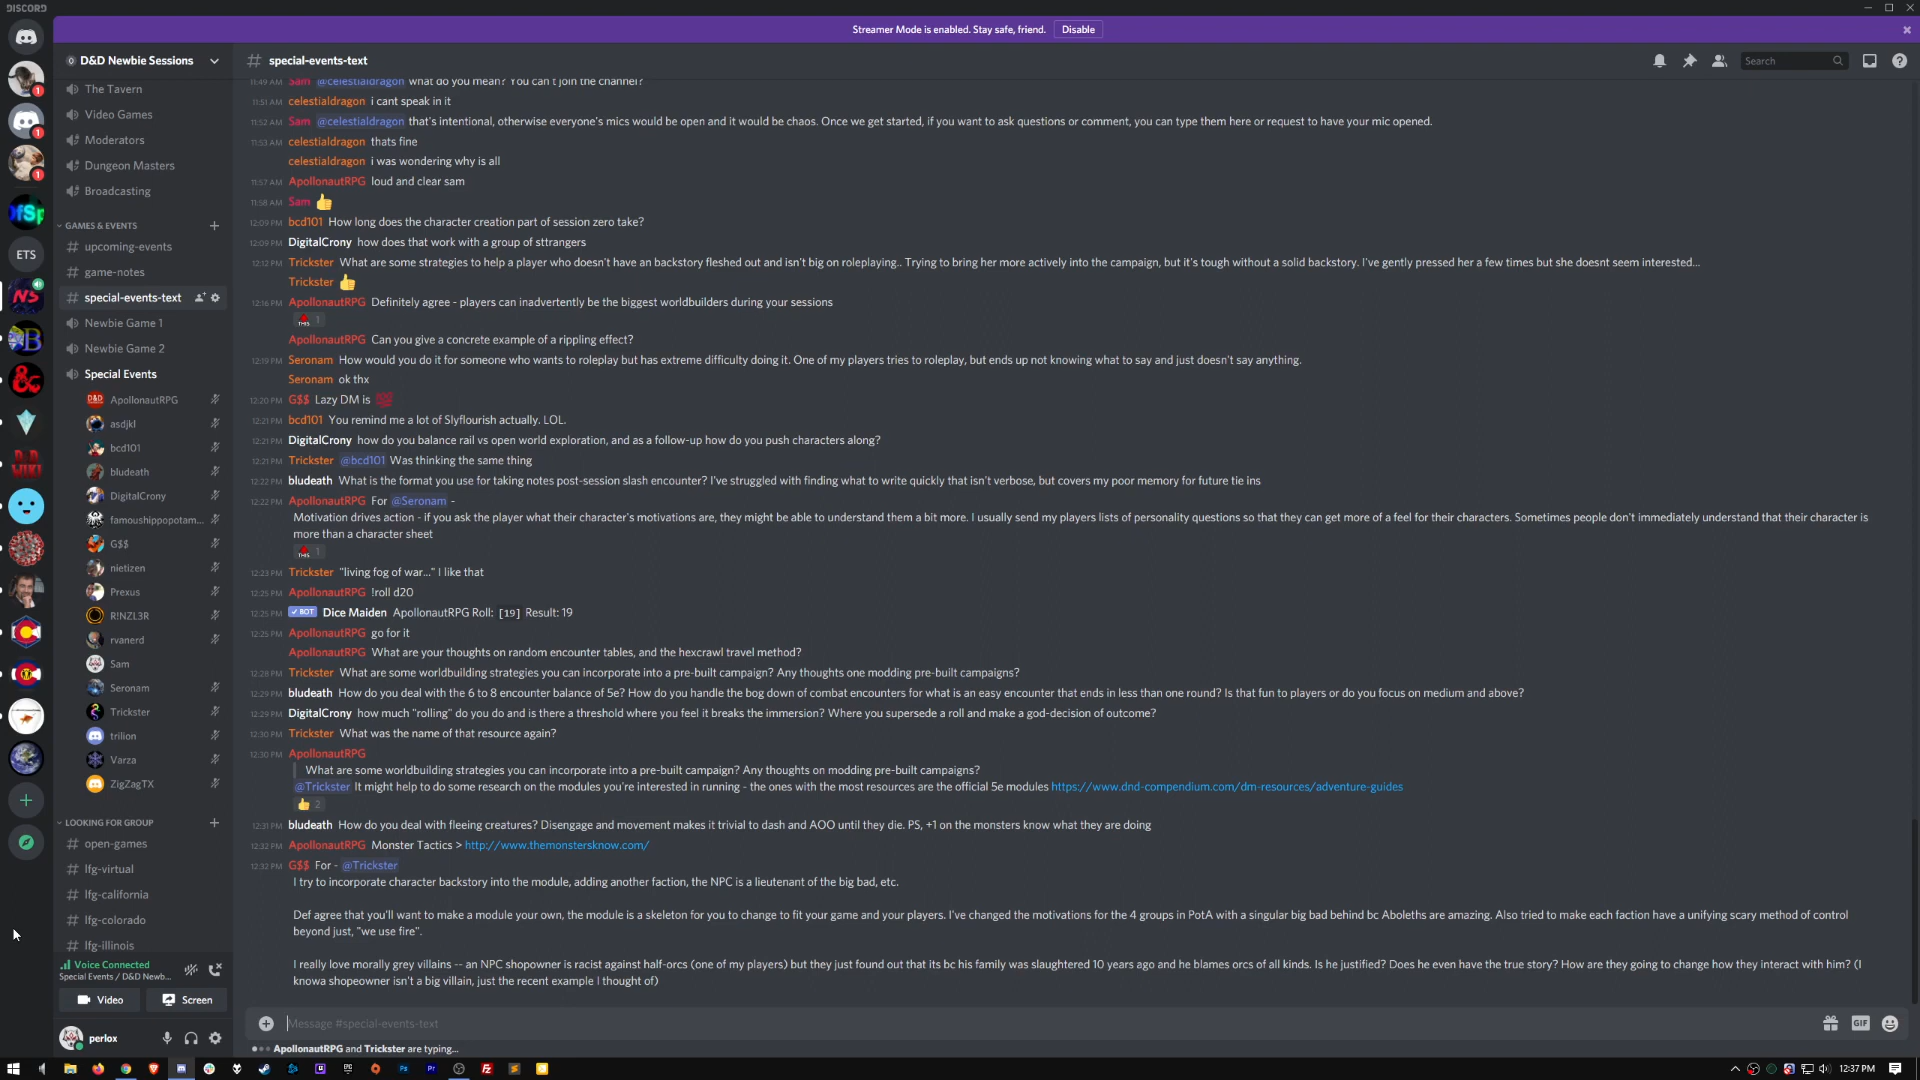 DISCORD
Streamer Mode is enabled. Stay safe, friend. Disable
D&D Newbie Sessions
# special-events-text
Search
The Tavern
Video Games
Moderators
Dungeon Masters
Broadcasting
GAMES & EVENTS
# upcoming-events
# game-notes
# special-events-text
Newbie Game 1
Newbie Game 2
Special Events
ApollonautRPG
asdjkl
bcd101
bludeath
DigitalCrony
famoushippopotam...
G$$
nietizen
Prexus
R!NZL3R
rvanerd
Sam
Seronam
Trickster
trilion
Varza
ZigZagTX
LOOKING FOR GROUP
# open-games
# lfg-virtual
# lfg-california
# lfg-colorado
# lfg-illinois
Voice Connected
Special Events / D&D Newb...
Video Screen
perlox
ETS
11:49 AM Sam @celestialdragon what do you mean? You can't join the channel?
11:51 AM celestialdragon i cant speak in it
11:52 AM Sam @celestialdragon that's intentional, otherwise everyone's mics would be open and it would be chaos. Once we get started, if you want to ask questions or comment, you can type them here or request to have your mic opened.
11:53 AM celestialdragon thats fine
celestialdragon i was wondering why is all
11:57 AM ApollonautRPG loud and clear sam
11:58 AM Sam 👍
12:09 PM bcd101 How long does the character creation part of session zero take?
12:09 PM DigitalCrony how does that work with a group of sttrangers
12:12 PM Trickster What are some strategies to help a player who doesn't have an backstory fleshed out and isn't big on roleplaying.. Trying to bring her more actively into the campaign, but it's tough without a solid backstory. I've gently pressed her a few times but she doesnt seem interested...
Trickster 👍
12:16 PM ApollonautRPG Definitely agree - players can inadvertently be the biggest worldbuilders during your sessions
THIS 1
ApollonautRPG Can you give a concrete example of a rippling effect?
12:19 PM Seronam How would you do it for someone who wants to roleplay but has extreme difficulty doing it. One of my players tries to roleplay, but ends up not knowing what to say and just doesn't say anything.
Seronam ok thx
12:20 PM G$$ Lazy DM is 💯
12:21 PM bcd101 You remind me a lot of Slyflourish actually. LOL.
12:21 PM DigitalCrony how do you balance rail vs open world exploration, and as a follow-up how do you push characters along?
12:21 PM Trickster @bcd101 Was thinking the same thing
12:22 PM bludeath What is the format you use for taking notes post-session slash encounter? I've struggled with finding what to write quickly that isn't verbose, but covers my poor memory for future tie ins
12:22 PM ApollonautRPG For @Seronam -
Motivation drives action - if you ask the player what their character's motivations are, they might be able to understand them a bit more. I usually send my players lists of personality questions so that they can get more of a feel for their characters. Sometimes people don't immediately understand that their character is
more than a character sheet
THIS 1
12:23 PM Trickster "living fog of war..." I like that
12:25 PM ApollonautRPG !roll d20
12:25 PM BOT Dice Maiden ApollonautRPG Roll: [19] Result: 19
12:25 PM ApollonautRPG go for it
ApollonautRPG What are your thoughts on random encounter tables, and the hexcrawl travel method?
12:28 PM Trickster What are some worldbuilding strategies you can incorporate into a pre-built campaign? Any thoughts one modding pre-built campaigns?
12:29 PM bludeath How do you deal with the 6 to 8 encounter balance of 5e? How do you handle the bog down of combat encounters for what is an easy encounter that ends in less than one round? Is that fun to players or do you focus on medium and above?
12:29 PM DigitalCrony how much "rolling" do you do and is there a threshold where you feel it breaks the immersion? Where you supersede a roll and make a god-decision of outcome?
12:30 PM Trickster What was the name of that resource again?
12:30 PM ApollonautRPG
What are some worldbuilding strategies you can incorporate into a pre-built campaign? Any thoughts on modding pre-built campaigns?
@Trickster It might help to do some research on the modules you're interested in running - the ones with the most resources are the official 5e modules https://www.dnd-compendium.com/dm-resources/adventure-guides
👍 2
12:31 PM bludeath How do you deal with fleeing creatures? Disengage and movement makes it trivial to dash and AOO until they die. PS, +1 on the monsters know what they are doing
12:32 PM ApollonautRPG Monster Tactics > http://www.themonstersknow.com/
12:32 PM G$$ For - @Trickster
I try to incorporate character backstory into the module, adding another faction, the NPC is a lieutenant of the big bad, etc.
Def agree that you'll want to make a module your own, the module is a skeleton for you to change to fit your game and your players. I've changed the motivations for the 4 groups in PotA with a singular big bad behind bc Aboleths are amazing. Also tried to make each faction have a unifying scary method of control
beyond just, "we use fire".
I really love morally grey villains -- an NPC shopowner is racist against half-orcs (one of my players) but they just found out that its bc his family was slaughtered 10 years ago and he blames orcs of all kinds. Is he justified? Does he even have the true story? How are they going to change how they interact with him? (I
knowa shopeowner isn't a big villain, just the recent example I thought of)
Message #special-events-text
GIF
ApollonautRPG and Trickster are typing...
12:37 PM